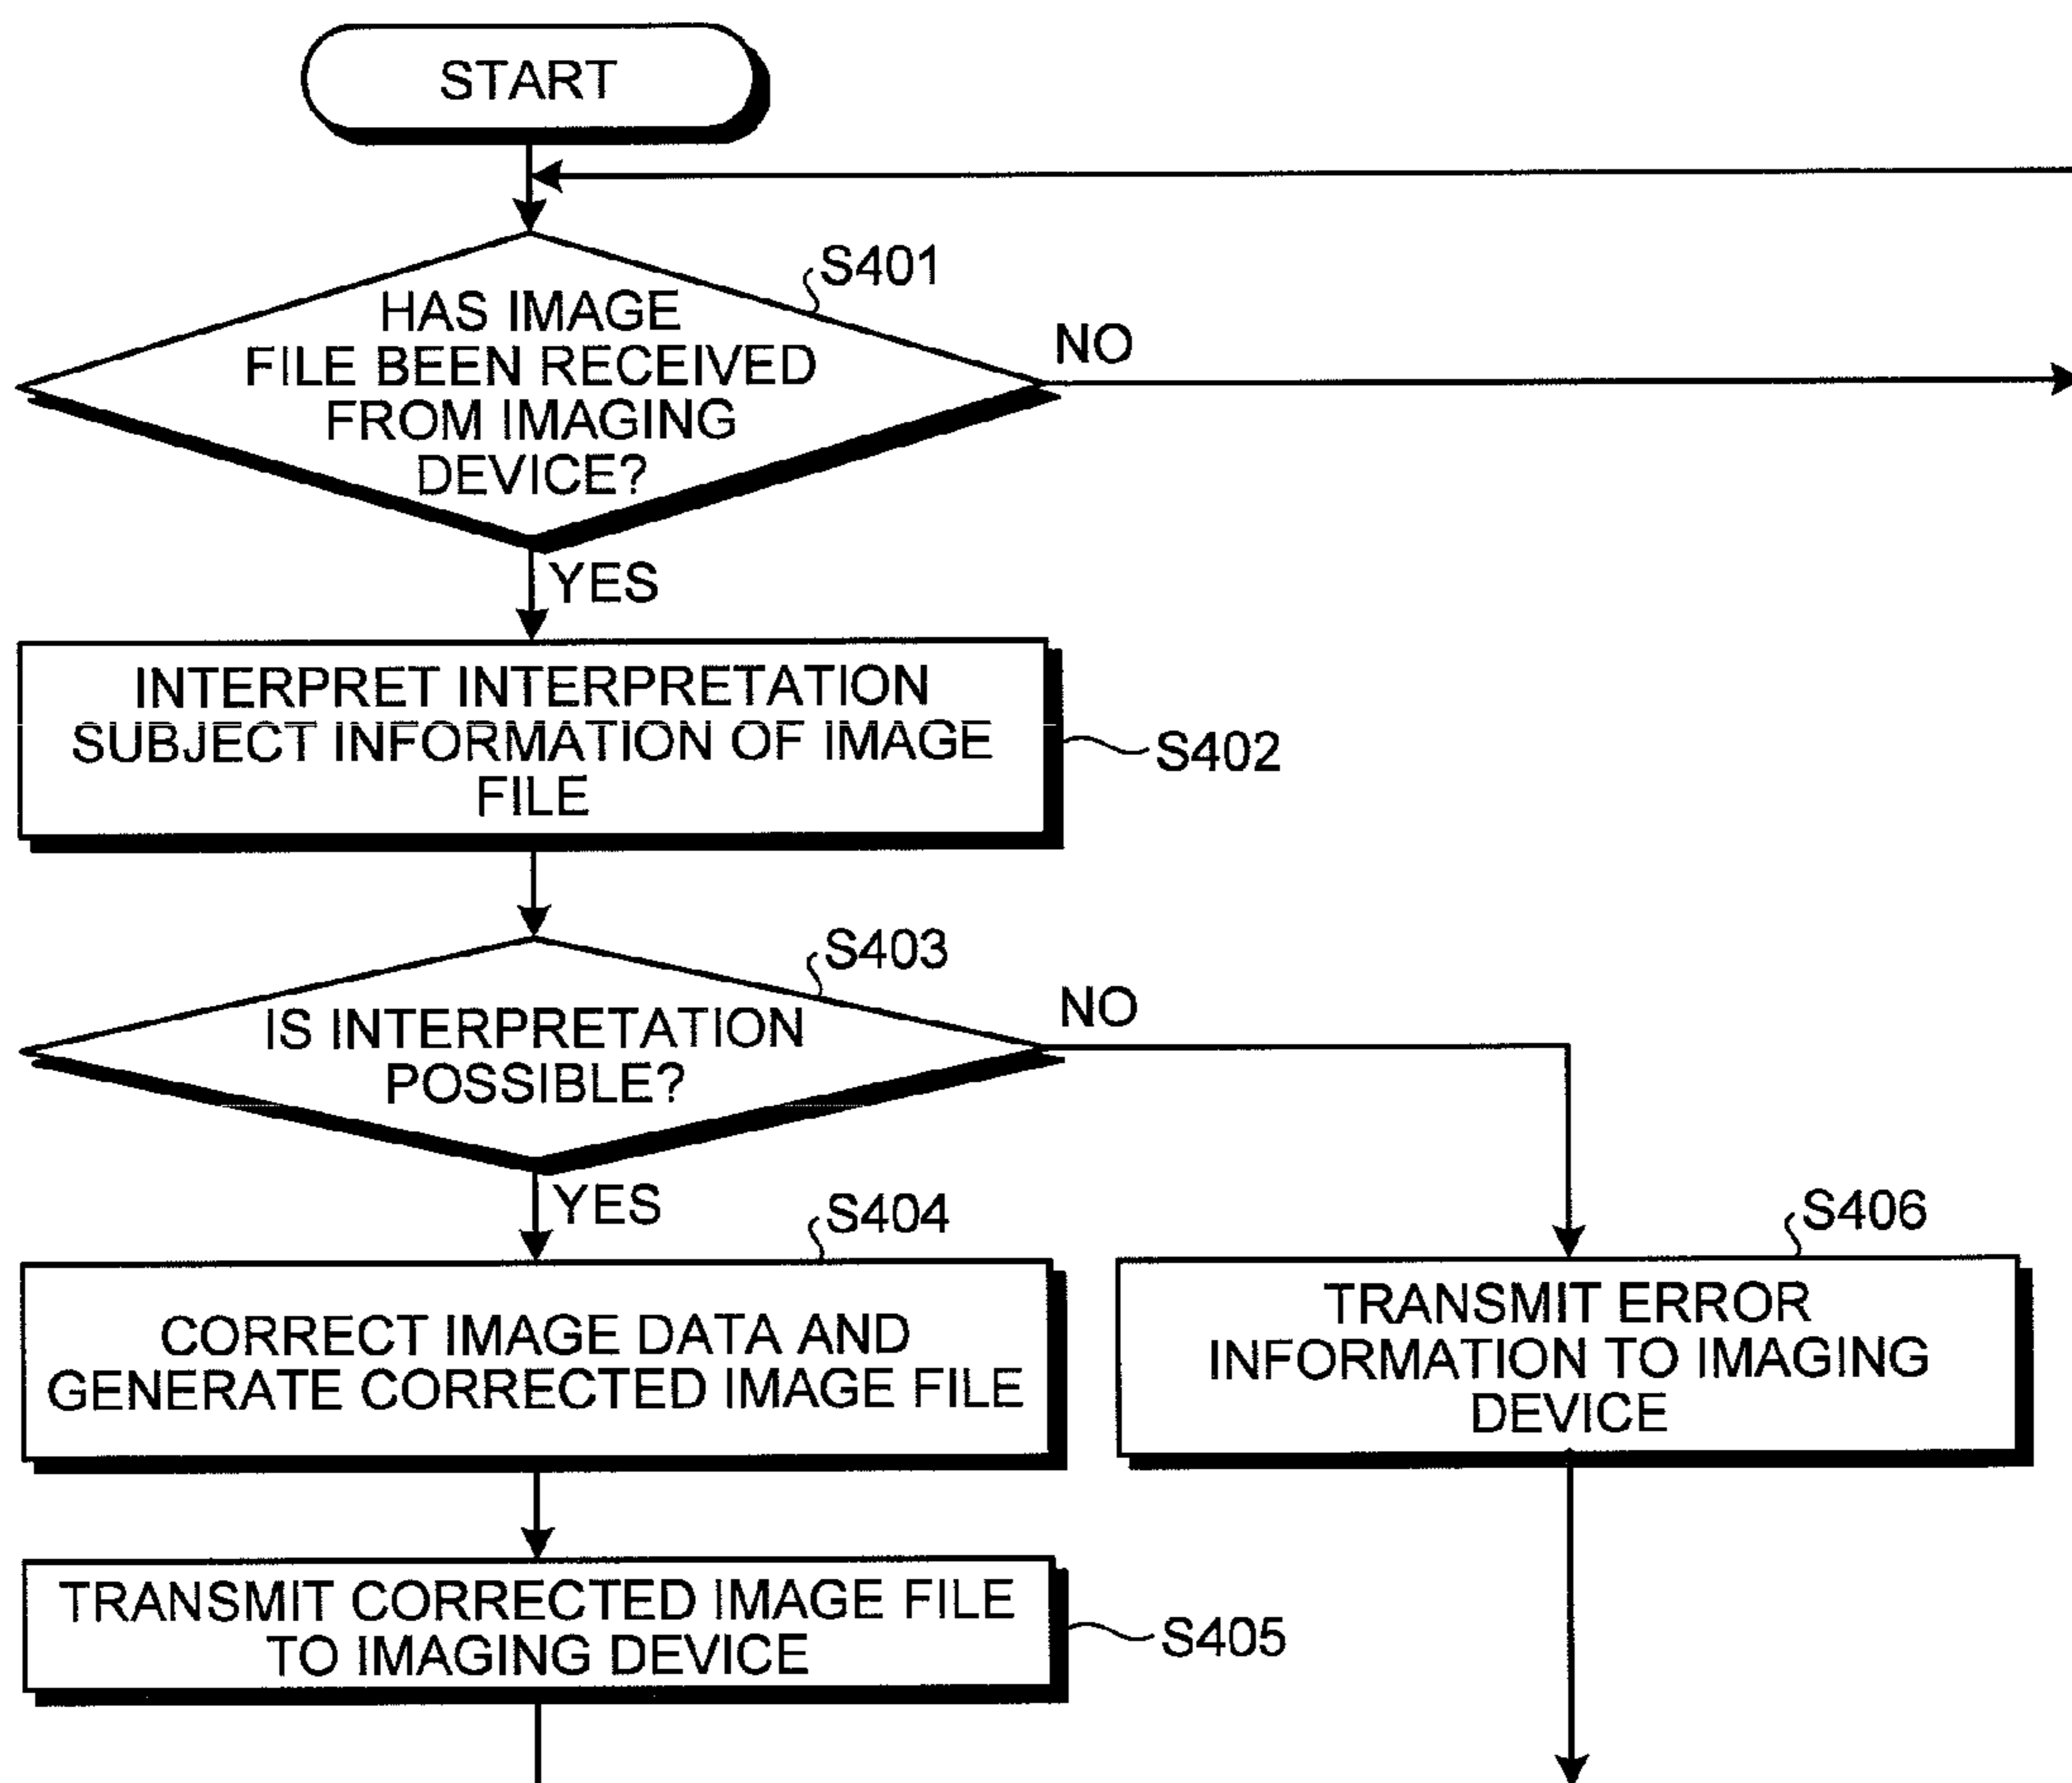 START
S401
HAS IMAGE
FILE BEEN RECEIVED
FROM IMAGING
DEVICE?
NO
YES
INTERPRET INTERPRETATION
SUBJECT INFORMATION OF IMAGE
FILE
S402
S403
IS INTERPRETATION
POSSIBLE?
NO
YES
S404
CORRECT IMAGE DATA AND
GENERATE CORRECTED IMAGE FILE
S406
TRANSMIT ERROR
INFORMATION TO IMAGING
DEVICE
TRANSMIT CORRECTED IMAGE FILE
TO IMAGING DEVICE
S405